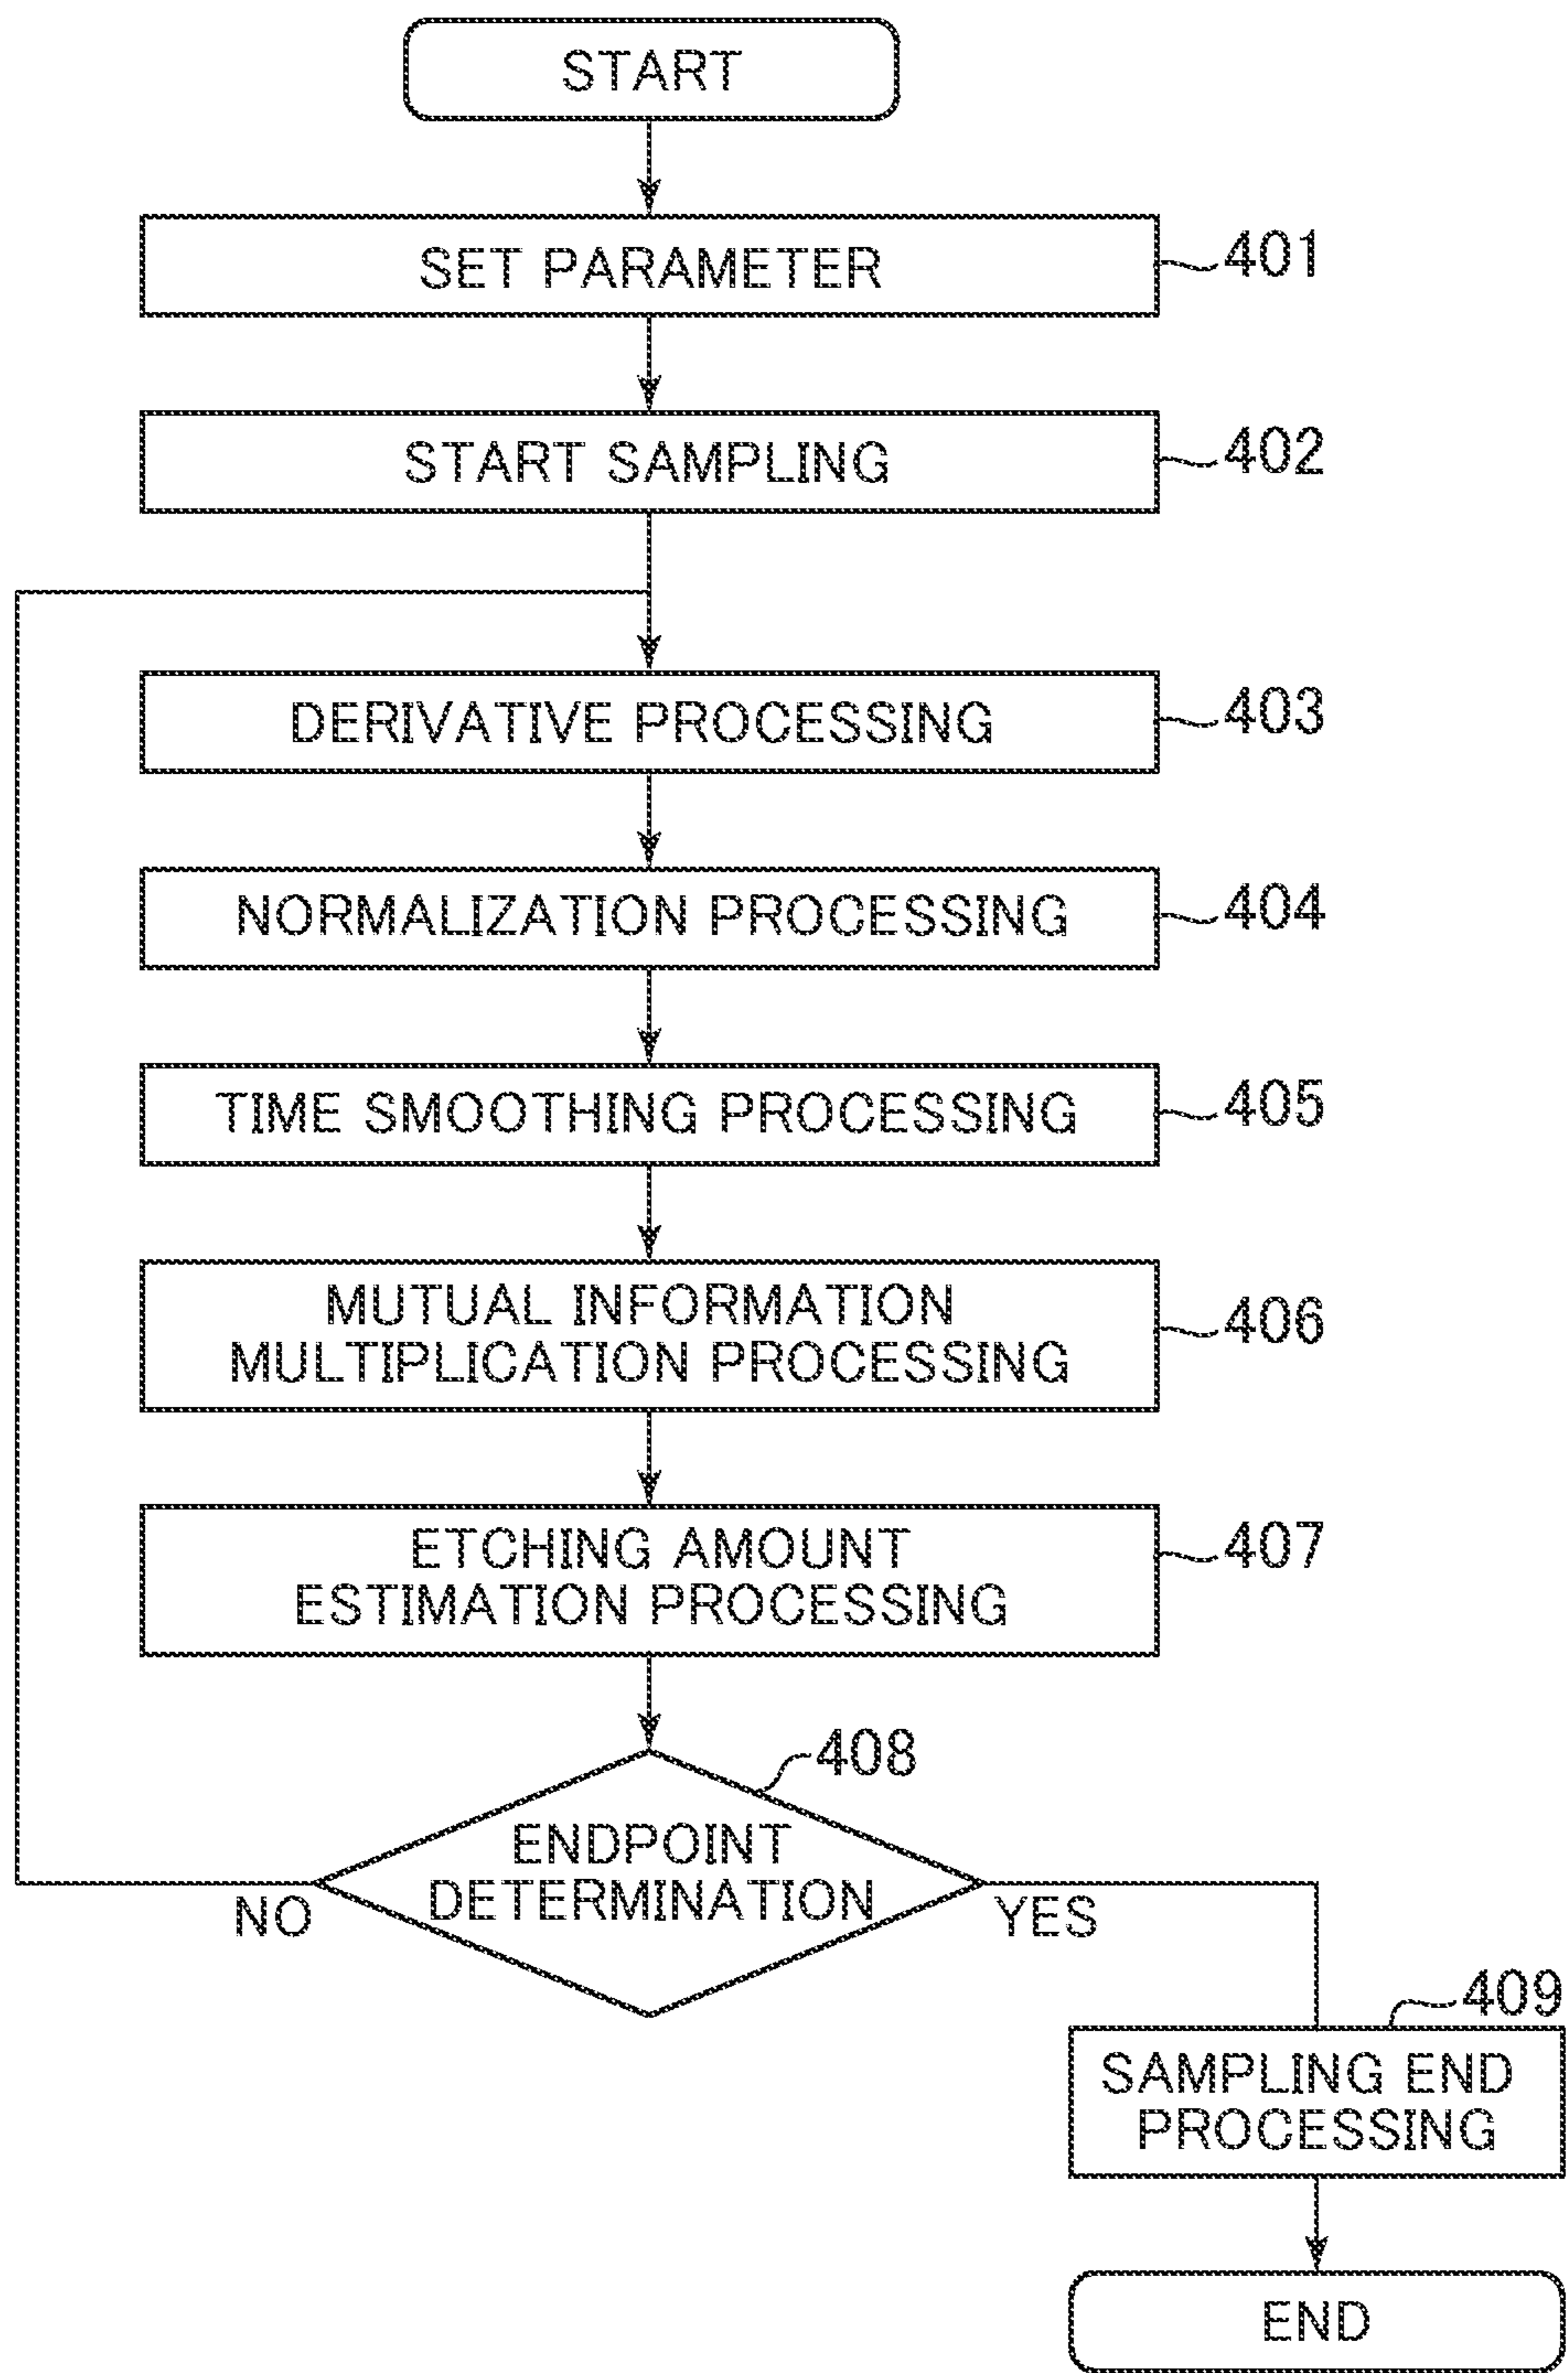 START
SET PARAMETER
401
START SAMPLING
402
DERIVATIVE PROCESSING
403
NORMALIZATION PROCESSING
404
TIME SMOOTHING PROCESSING
405
MUTUAL INFORMATION
MULTIPLICATION PROCESSING
406
ETCHING AMOUNT
ESTIMATION PROCESSING
407
408
ENDPOINT
DETERMINATION
NO
YES
409
SAMPLING END
PROCESSING
END